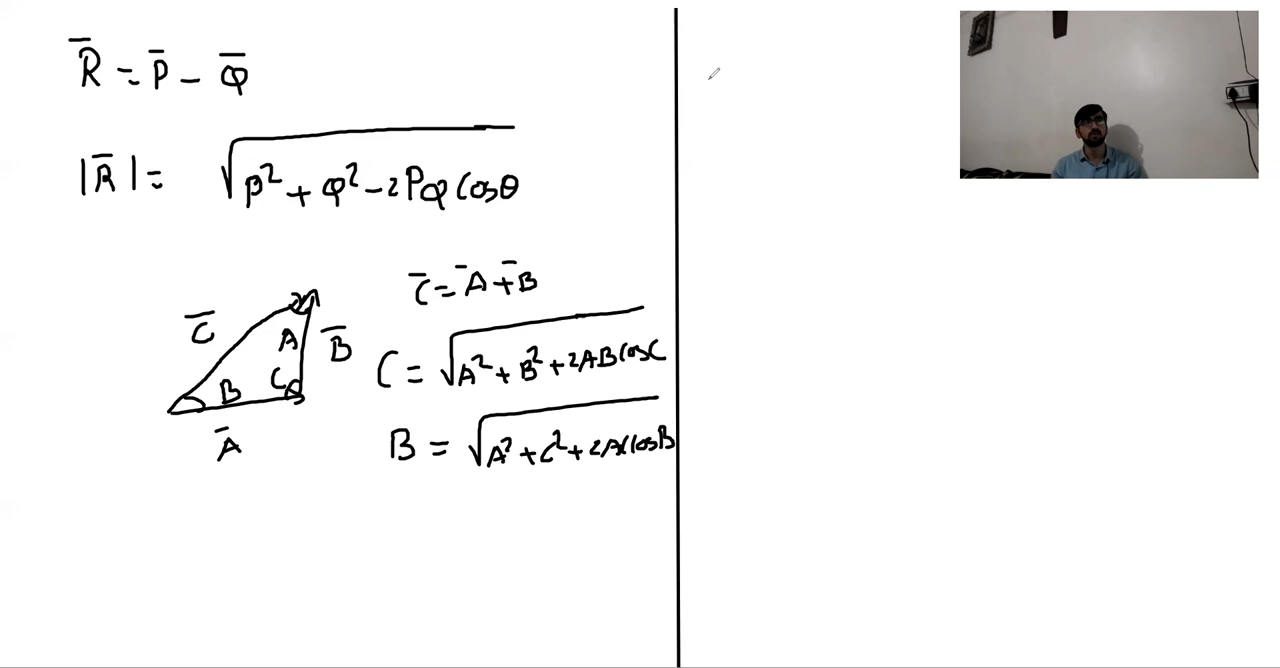 R̅ = P̅ − Q̅
|R̅| = √(P² + Q² − 2PQ Cosθ)
C̅ = A̅ + B̅
C̅
A
B̅
C = √(A² + B² + 2AB CosC)
B
C
A̅
B = √(A² + C² + 2AC CosB)